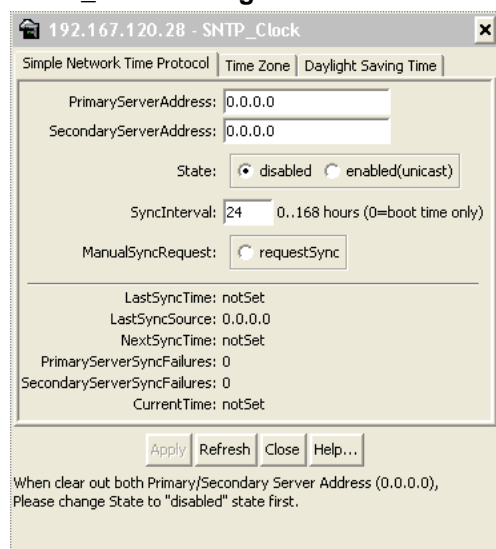 192.167.120.28 - SNTP_Clock
Simple Network Time Protocol Time Zone Daylight Saving Time
PrimaryServerAddress: 0.0.0.0
SecondaryServerAddress: 0.0.0.0
State: disabled enabled(unicast)
SyncInterval: 24 0..168 hours (0=boot time only)
ManualSyncRequest: requestSync
LastSyncTime: notSet
LastSyncSource: 0.0.0.0
NextSyncTime: notSet
PrimaryServerSyncFailures: 0
SecondaryServerSyncFailures: 0
CurrentTime: notSet
Apply Refresh Close Help...
When clear out both Primary/Secondary Server Address (0.0.0.0),
Please change State to "disabled" state first.